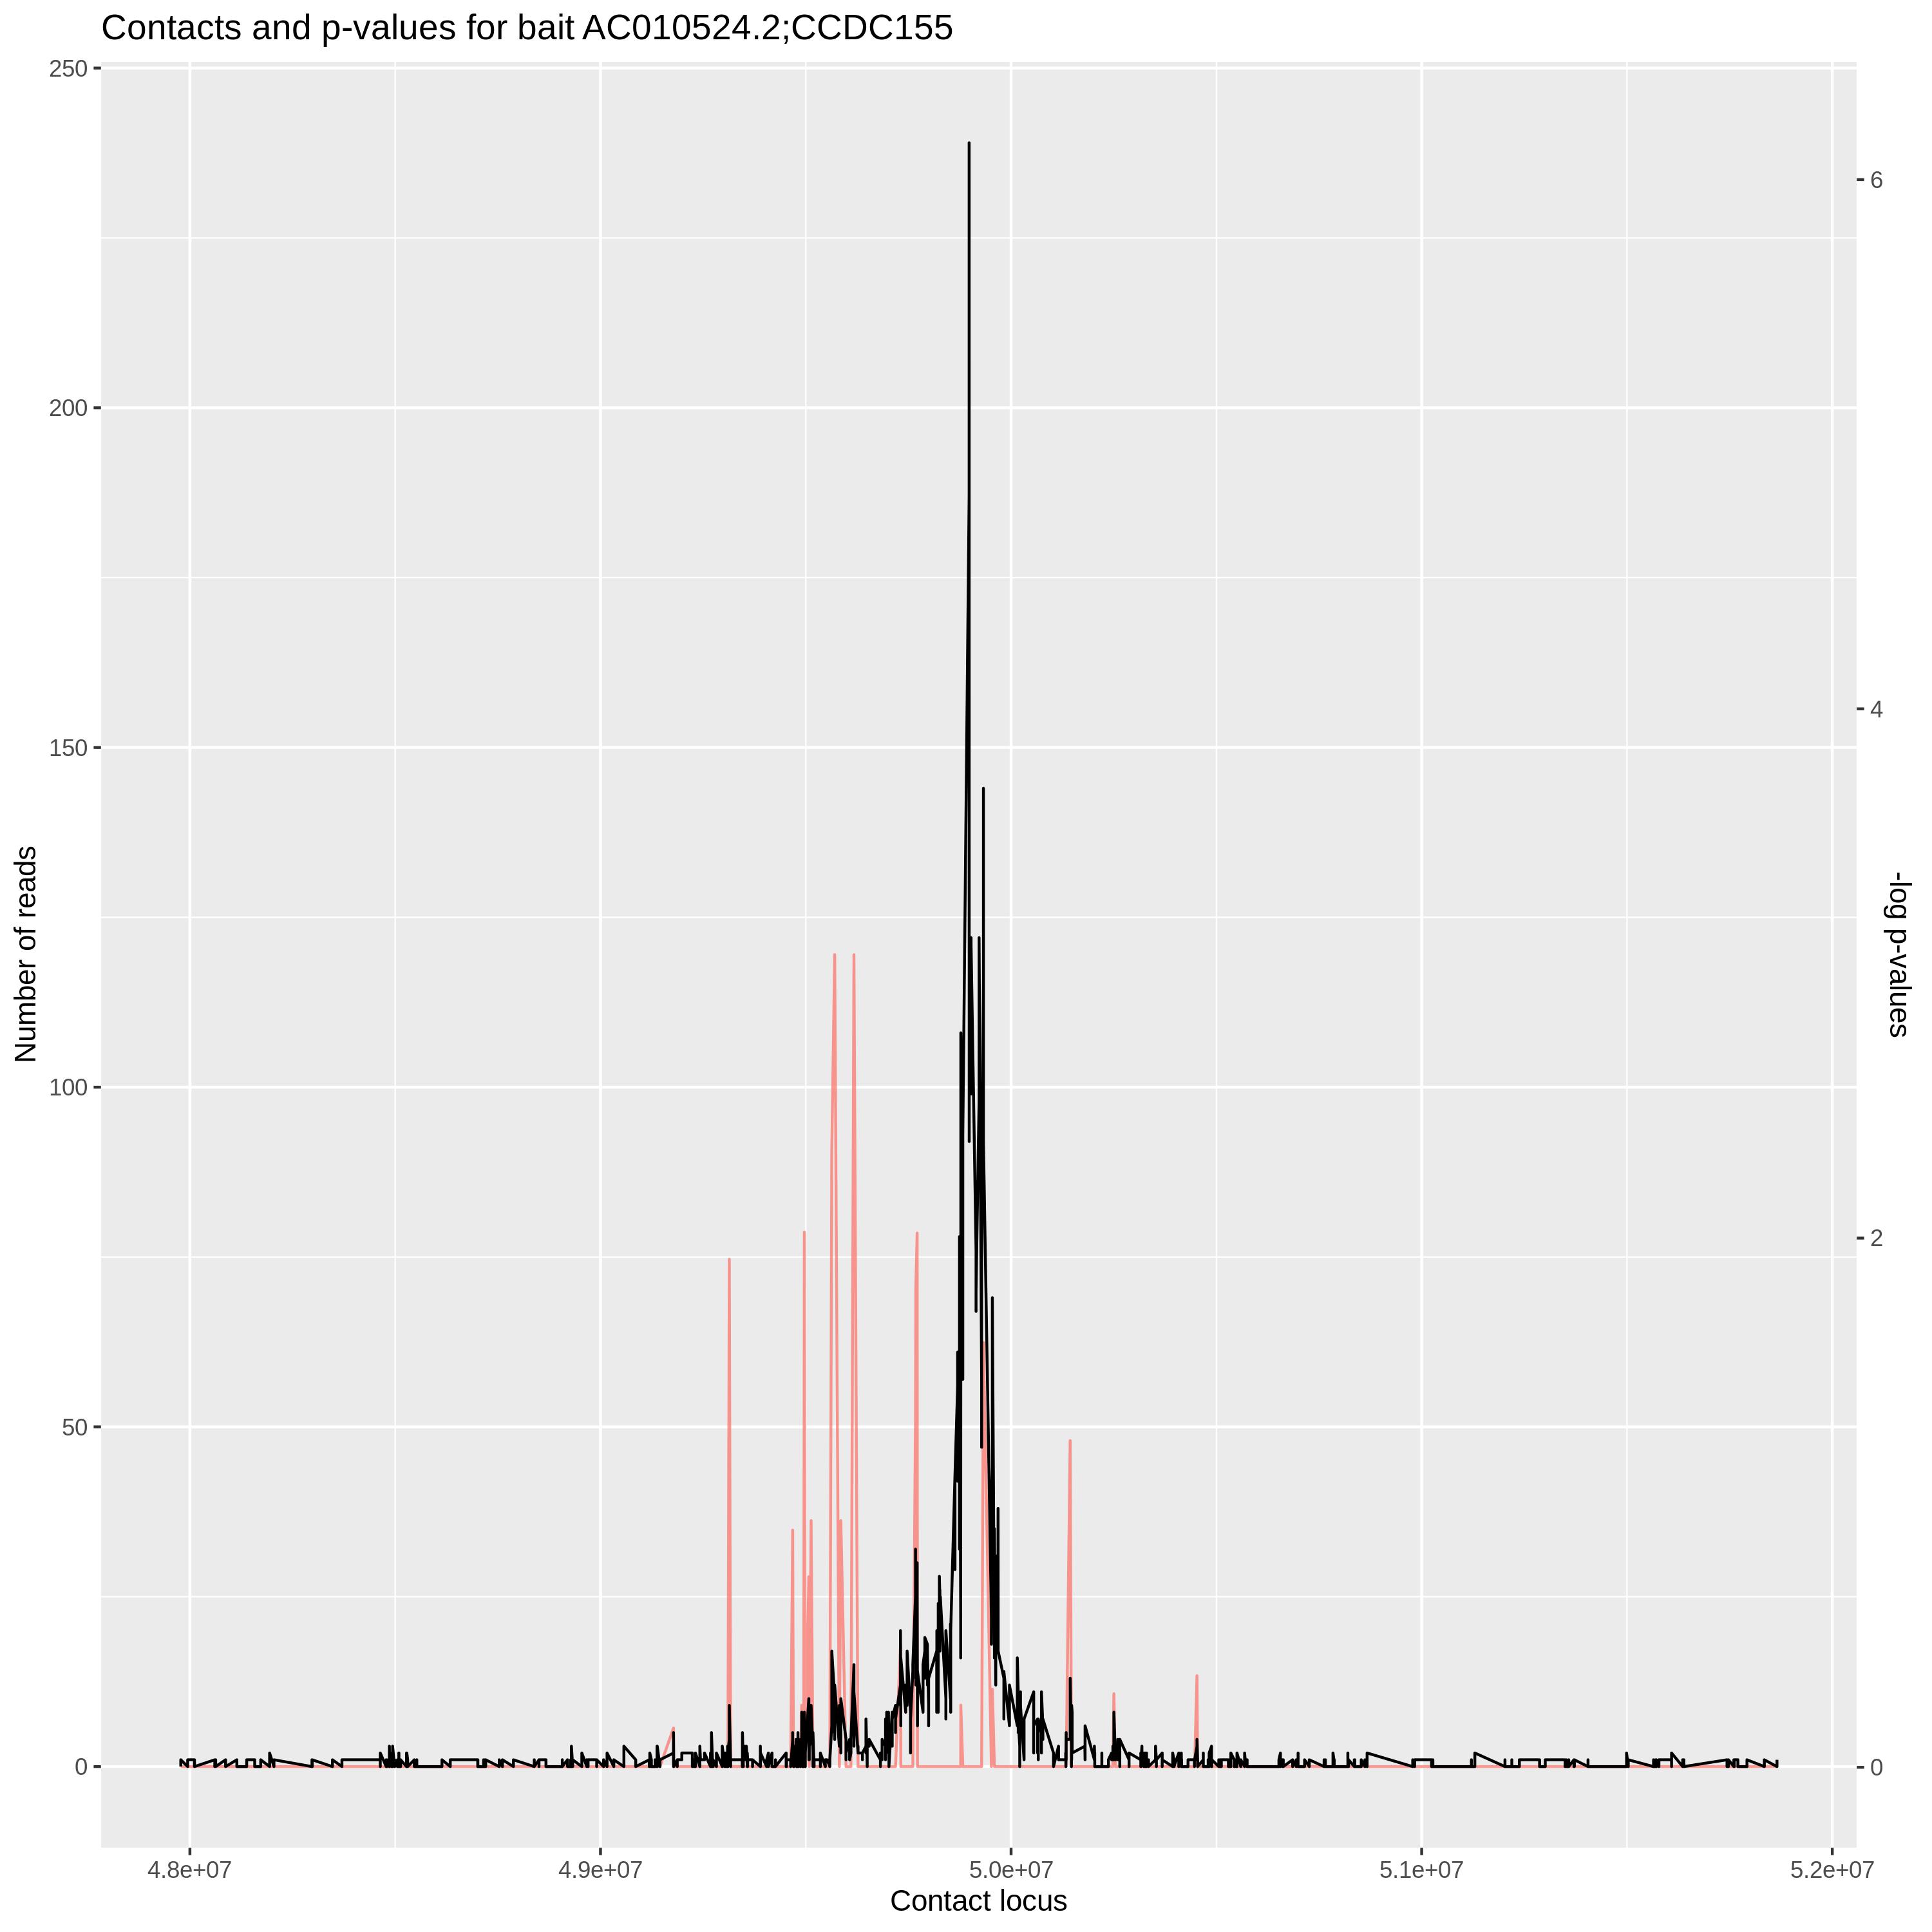 Contacts and p-values for bait AC010524.2;CCDC155
250
200
150
100
50
0
Number of reads
6
4
2
0
-log p-values
4.8e+07
4.9e+07
5.0e+07
5.1e+07
5.2e+07
Contact locus